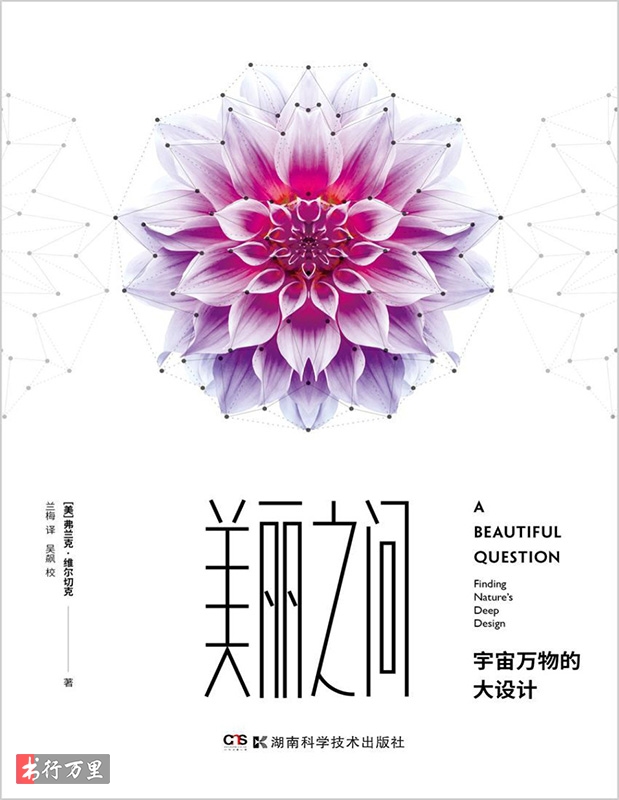 美丽之问
A
BEAUTIFUL
QUESTION
Finding
Nature's
Deep
Design
宇宙万物的
大设计
[美]弗兰克·维尔切克
著
兰梅 译 吴飙 校
CNS
湖南科学技术出版社
书行万里